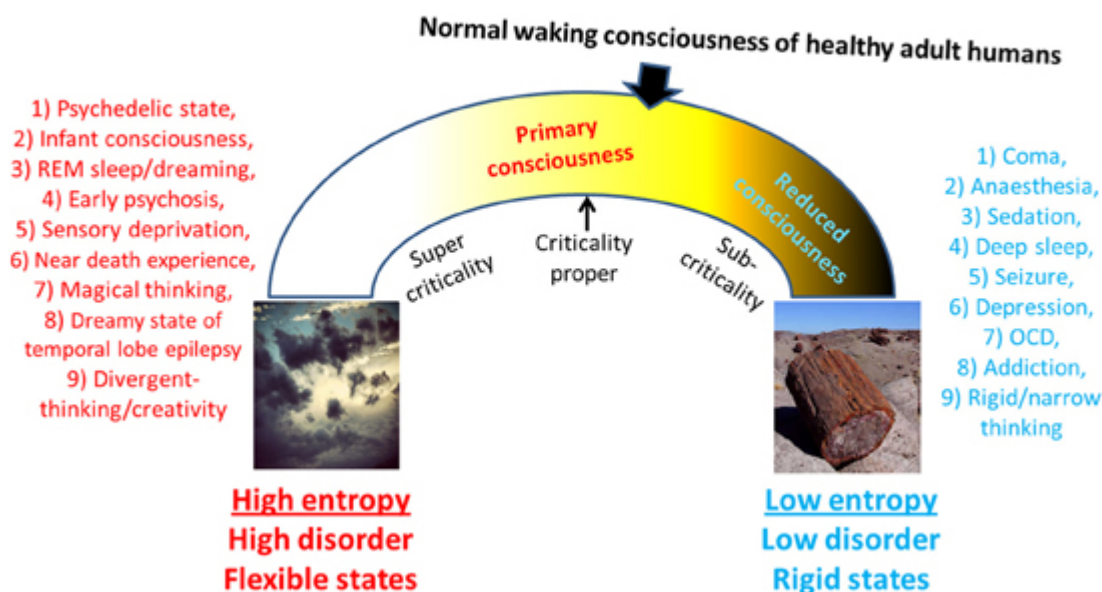 Normal waking consciousness of healthy adult humans
1) Psychedelic state,
2) Infant consciousness,
3) REM sleep/dreaming,
4) Early psychosis,
5) Sensory deprivation,
6) Near death experience,
7) Magical thinking,
8) Dreamy state of
temporal lobe epilepsy
9) Divergent-
thinking/creativity
Primary
consciousness
Reduced
consciousness
Super
criticality
Criticality
proper
Sub-
criticality
1) Coma,
2) Anaesthesia,
3) Sedation,
4) Deep sleep,
5) Seizure,
6) Depression,
7) OCD,
8) Addiction,
9) Rigid/narrow
thinking
High entropy
High disorder
Flexible states
Low entropy
Low disorder
Rigid states